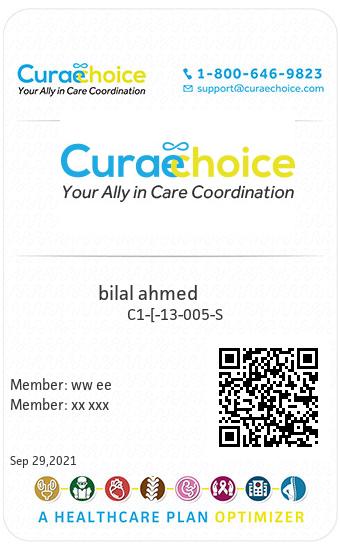 Curaechoice
Your Ally in Care Coordination
1-800-646-9823
support@curaechoice.com
Curaechoice
Your Ally in Care Coordination
bilal ahmed
C1-[-13-005-S
Member: ww ee
Member: xx xxx
Sep 29,2021
A HEALTHCARE PLAN OPTIMIZER